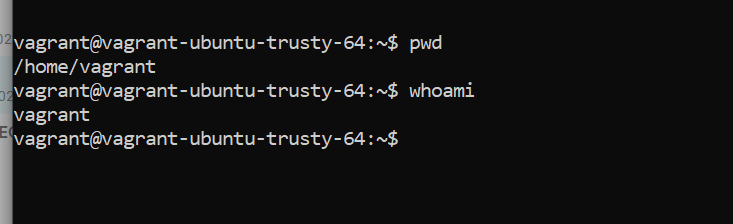 vagrant@vagrant-ubuntu-trusty-64:~$ pwd
/home/vagrant
vagrant@vagrant-ubuntu-trusty-64:~$ whoami
vagrant
vagrant@vagrant-ubuntu-trusty-64:~$